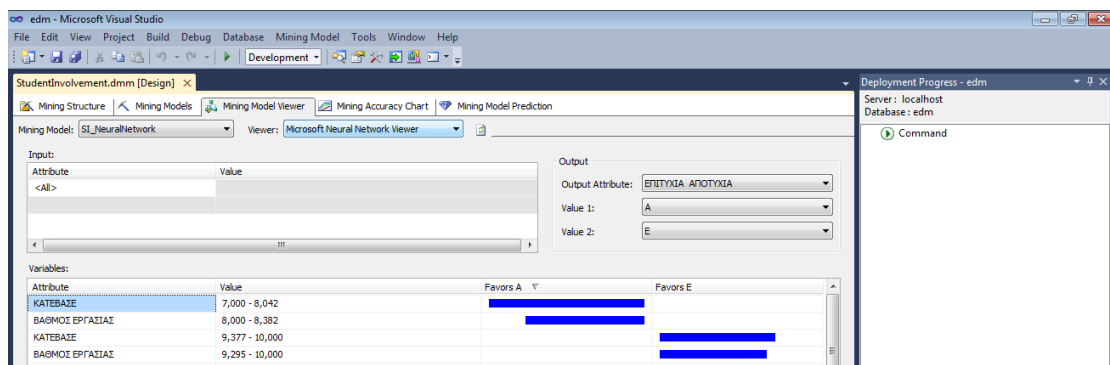 edm - Microsoft Visual Studio
File Edit View Project Build Debug Database Mining Model Tools Window Help
Development
StudentInvolvement.dmm [Design]
Deployment Progress - edm
Mining Structure Mining Models Mining Model Viewer Mining Accuracy Chart Mining Model Prediction
Server : localhost
Database : edm
Command
Mining Model: SI_NeuralNetwork Viewer: Microsoft Neural Network Viewer
Input:
Attribute Value
<All>
Output
Output Attribute: ΕΠΙΤΥΧΙΑ ΑΠΟΤΥΧΙΑ
Value 1: A
Value 2: E
Variables:
Attribute Value Favors A Favors E
ΚΑΤΕΒΑΣΕ 7,000 - 8,042
ΒΑΘΜΟΣ ΕΡΓΑΣΙΑΣ 8,000 - 8,382
ΚΑΤΕΒΑΣΕ 9,377 - 10,000
ΒΑΘΜΟΣ ΕΡΓΑΣΙΑΣ 9,295 - 10,000